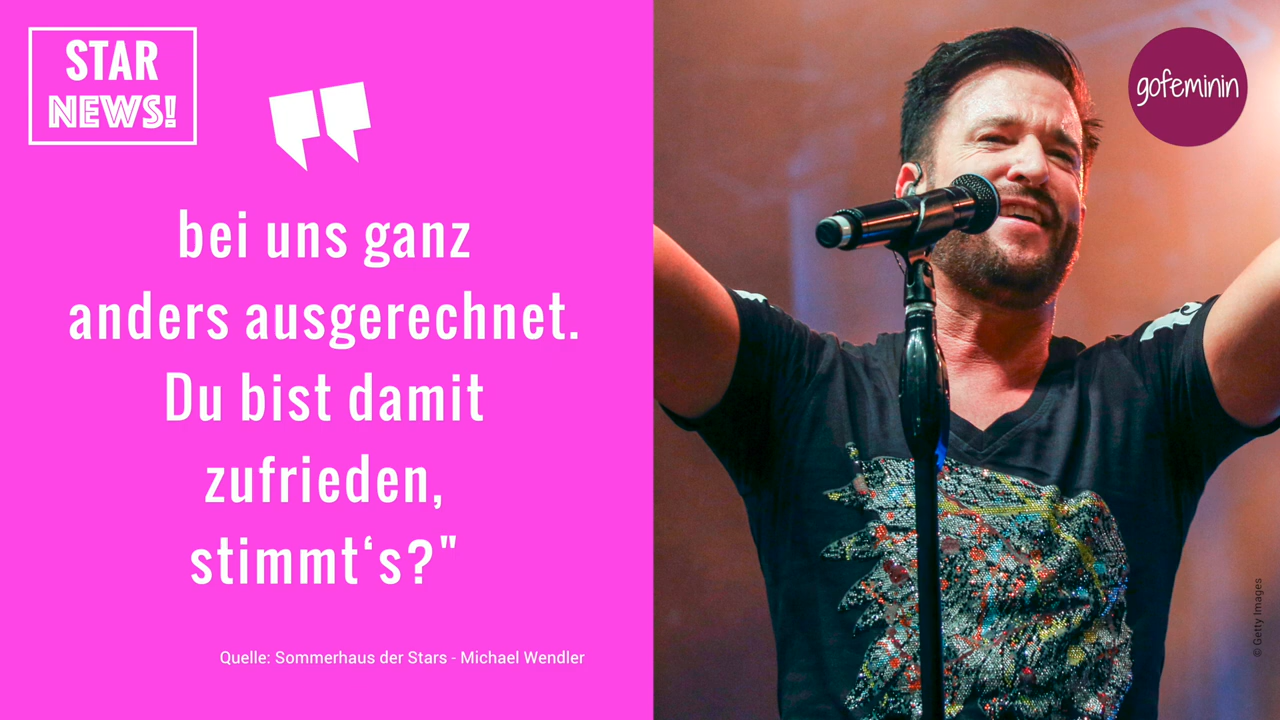 STAR
NEWS!
bei uns ganz
anders ausgerechnet.
Du bist damit
zufrieden,
stimmt‘s?"
Quelle: Sommerhaus der Stars - Michael Wendler
gofeminin
© Getty Images